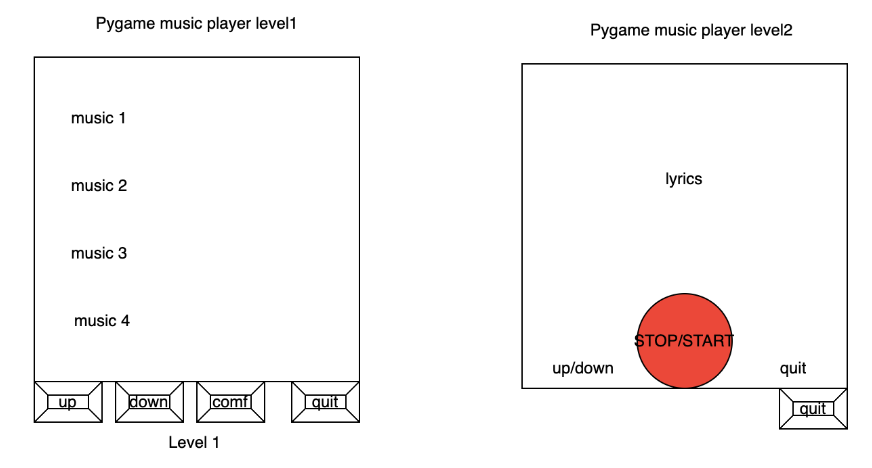 Pygame music player level1
music 1
music 2
music 3
music 4
up
down
comf
quit
Level 1
Pygame music player level2
lyrics
STOP/START
up/down
quit
quit